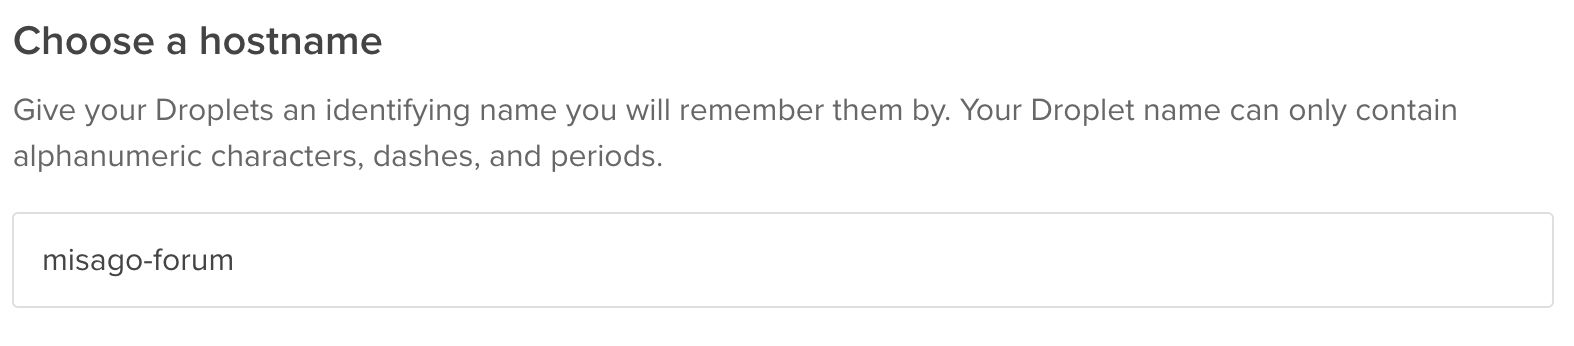 Choose a hostname
Give your Droplets an identifying name you will remember them by. Your Droplet name can only contain
alphanumeric characters, dashes, and periods.
misago-forum